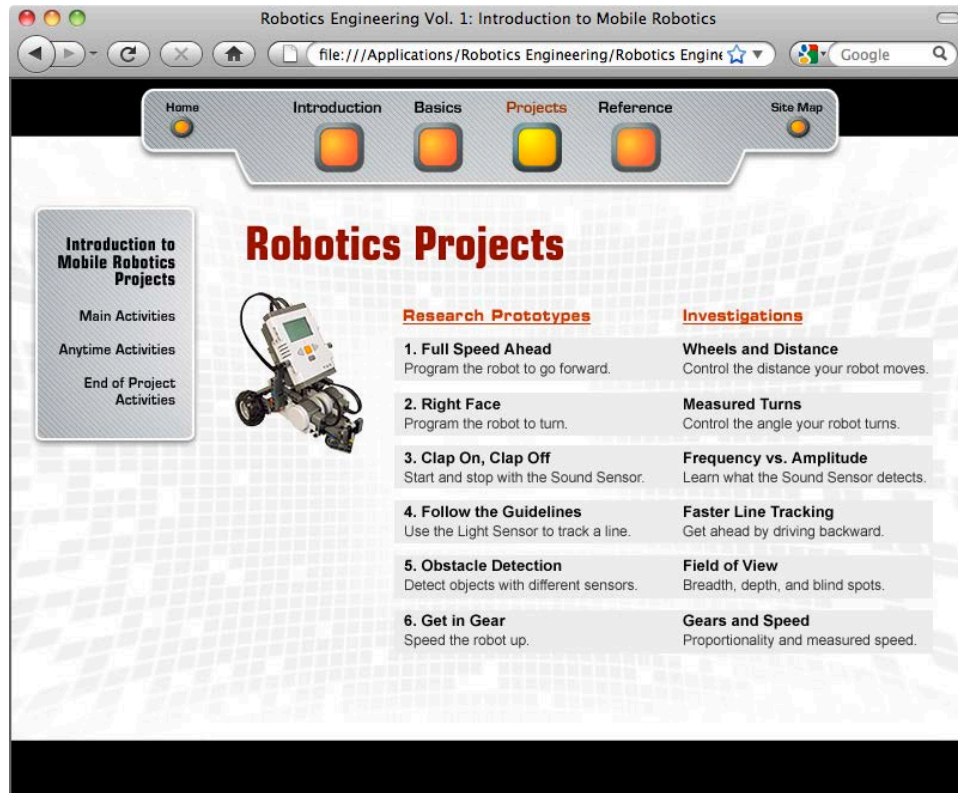 Robotics Engineering Vol. 1: Introduction to Mobile Robotics
file:///Applications/Robotics Engineering/Robotics Engine
Google
Home
Introduction
Basics
Projects
Reference
Site Map
Introduction to
Mobile Robotics
Projects
Main Activities
Anytime Activities
End of Project
Activities
Robotics Projects
Research Prototypes
Investigations
1. Full Speed Ahead
Program the robot to go forward.
Wheels and Distance
Control the distance your robot moves.
2. Right Face
Program the robot to turn.
Measured Turns
Control the angle your robot turns.
3. Clap On, Clap Off
Start and stop with the Sound Sensor.
Frequency vs. Amplitude
Learn what the Sound Sensor detects.
4. Follow the Guidelines
Use the Light Sensor to track a line.
Faster Line Tracking
Get ahead by driving backward.
5. Obstacle Detection
Detect objects with different sensors.
Field of View
Breadth, depth, and blind spots.
6. Get in Gear
Speed the robot up.
Gears and Speed
Proportionality and measured speed.